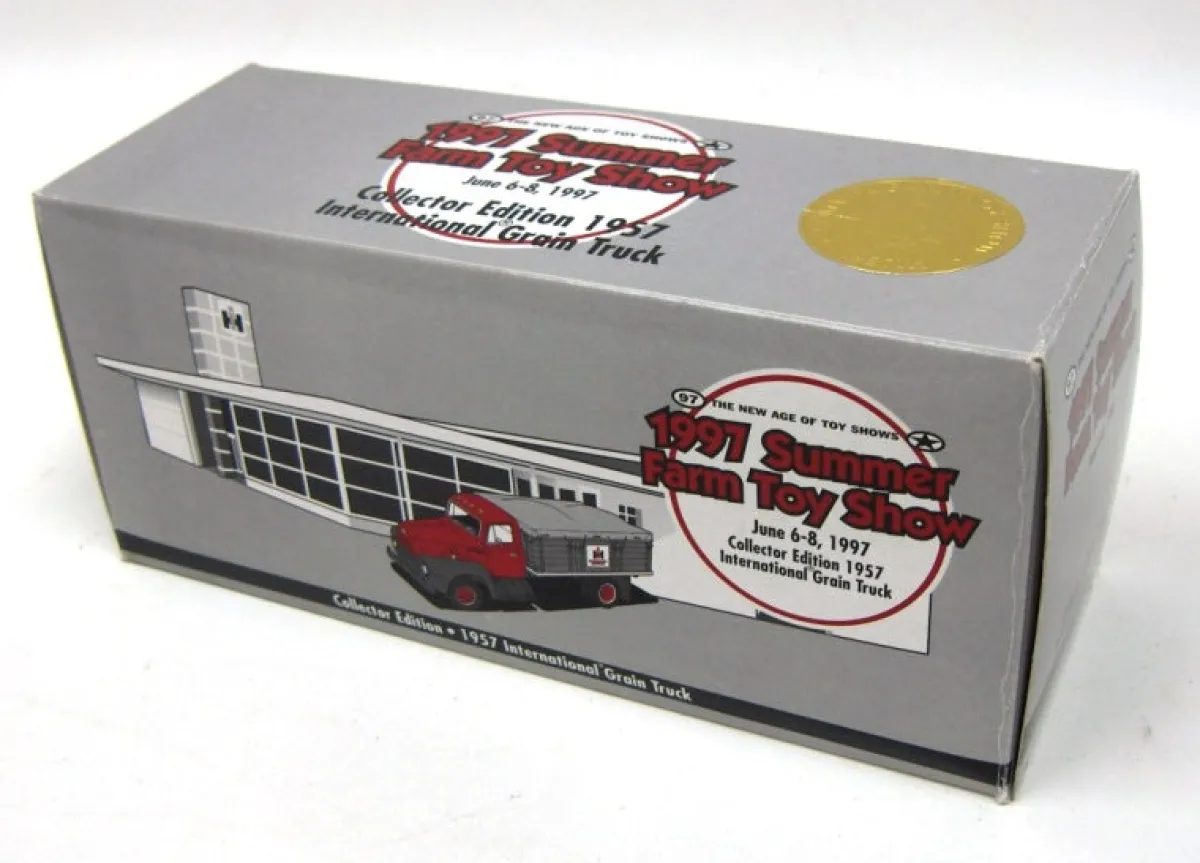 97 THE NEW AGE OF TOY SHOWS
1997 Summer
Farm Toy Show
June 6-8, 1997
Collector Edition 1957
International® Grain Truck
97 THE NEW AGE OF TOY SHOWS
1997 Summer
Farm Toy Show
June 6-8, 1997
Collector Edition 1957
International® Grain Truck
Collector Edition • 1957 International® Grain Truck